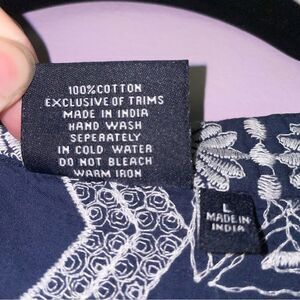 100%COTTON
EXCLUSIVE OF TRIMS
MADE IN INDIA
HAND WASH
SEPERATELY
IN COLD WATER
DO NOT BLEACH
WARM IRON
L
MADE IN
INDIA